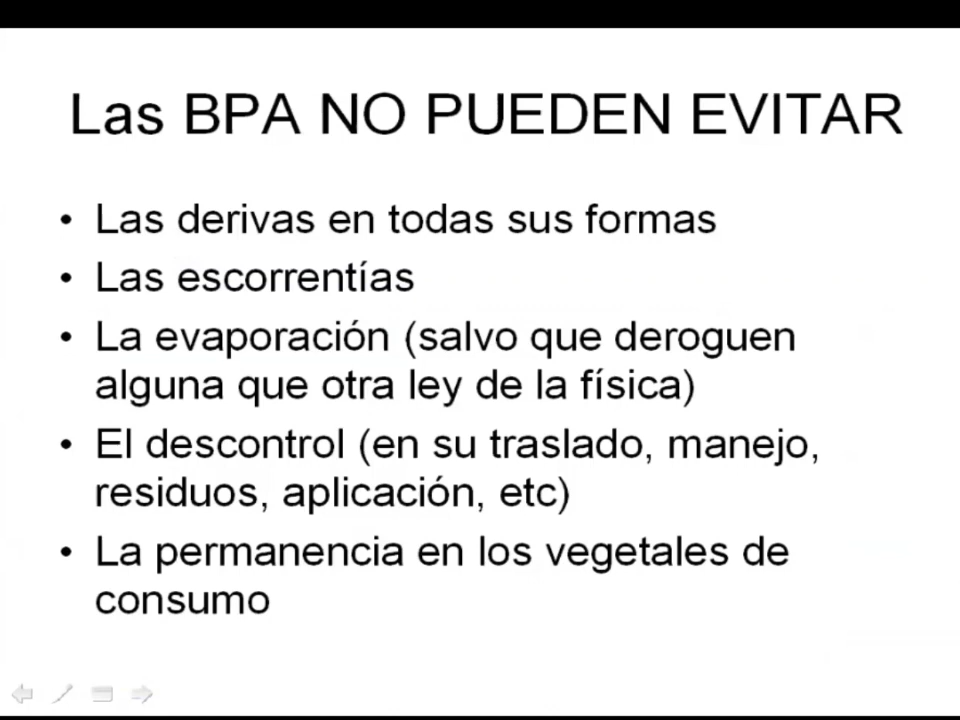 Las BPA NO PUEDEN EVITAR
• Las derivas en todas sus formas
• Las escorrentías
• La evaporación (salvo que deroguen
alguna que otra ley de la física)
• El descontrol (en su traslado, manejo,
residuos, aplicación, etc)
• La permanencia en los vegetales de
consumo